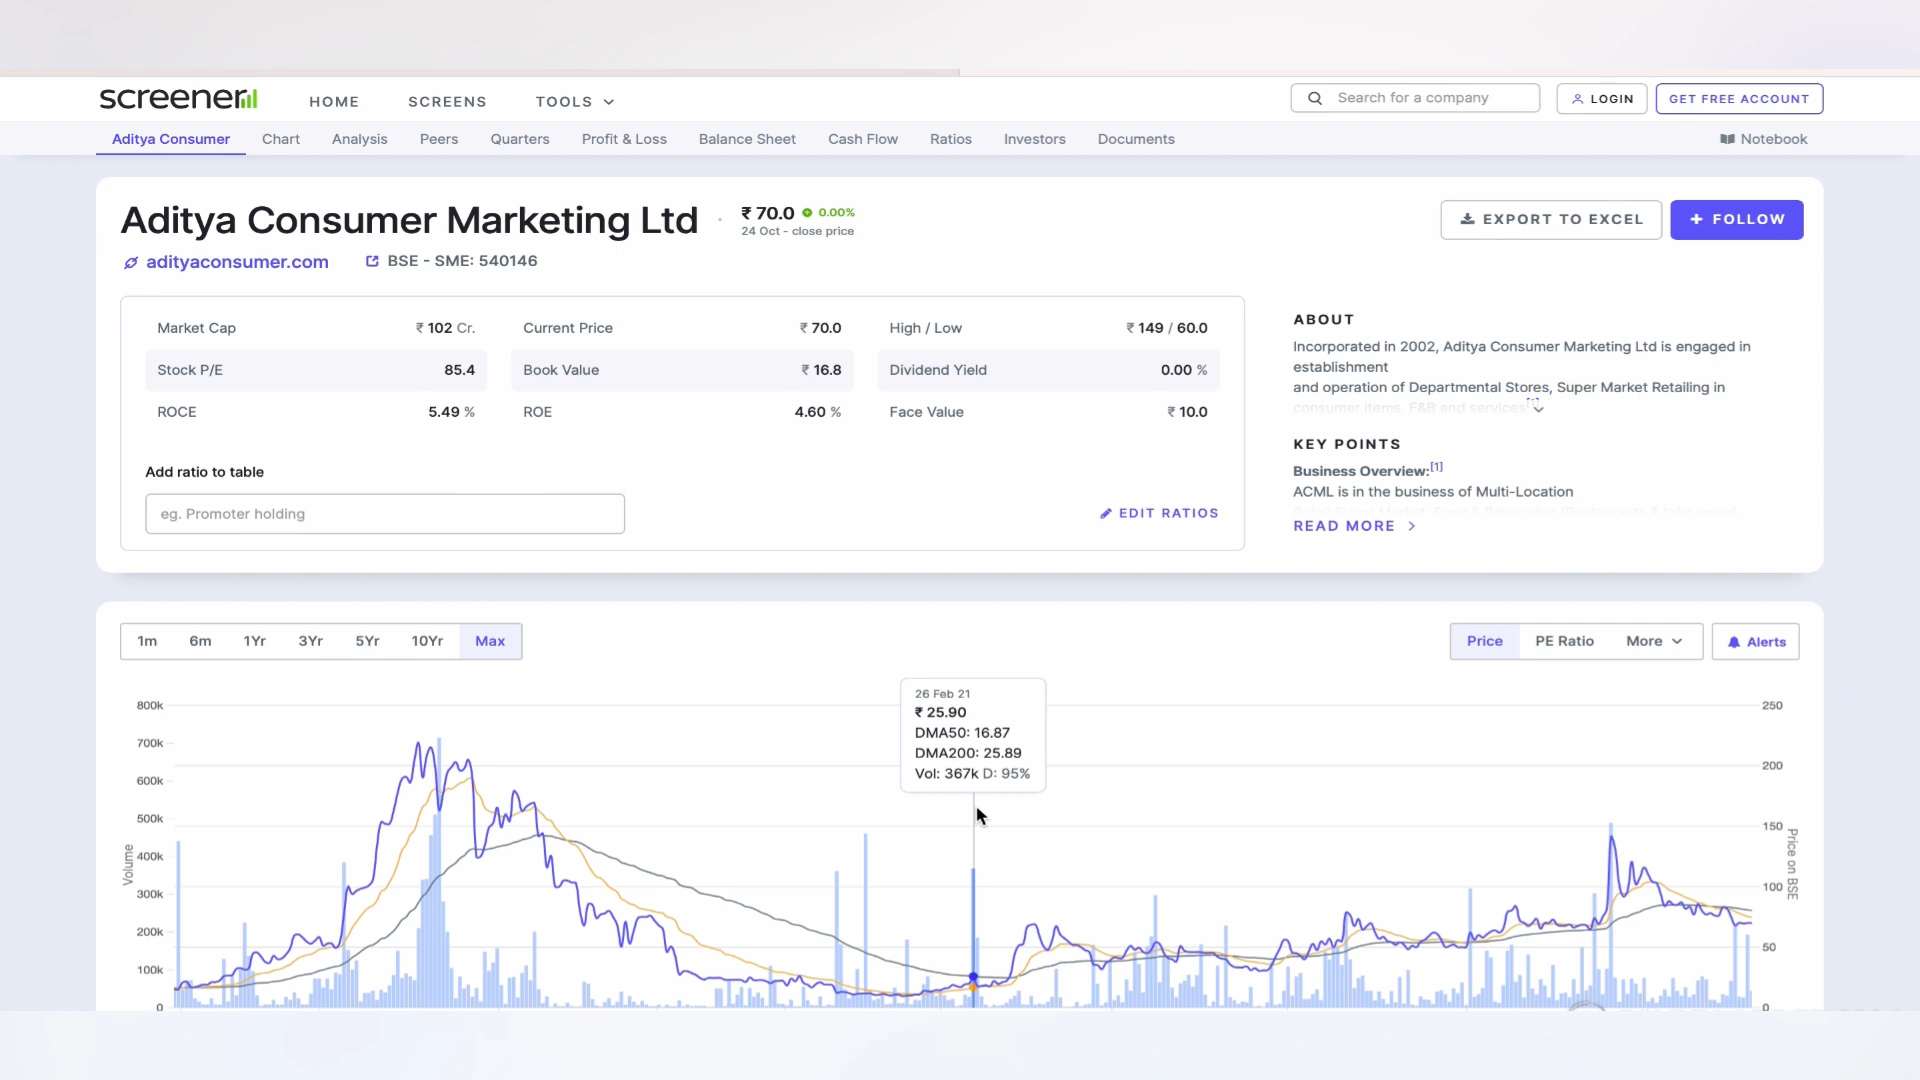 screener
HOME
SCREENS
TOOLS
Search for a company
LOGIN
GET FREE ACCOUNT
Aditya Consumer
Chart
Analysis
Peers
Quarters
Profit & Loss
Balance Sheet
Cash Flow
Ratios
Investors
Documents
Notebook
Aditya Consumer Marketing Ltd
₹ 70.0 0.00%
24 Oct - close price
EXPORT TO EXCEL
FOLLOW
adityaconsumer.com
BSE - SME: 540146
Market Cap ₹ 102 Cr.
Current Price ₹ 70.0
High / Low ₹ 149 / 60.0
Stock P/E 85.4
Book Value ₹ 16.8
Dividend Yield 0.00 %
ROCE 5.49 %
ROE 4.60 %
Face Value ₹ 10.0
Add ratio to table
eg. Promoter holding
EDIT RATIOS
ABOUT
Incorporated in 2002, Aditya Consumer Marketing Ltd is engaged in
establishment
and operation of Departmental Stores, Super Market Retailing in
consumer items, F&B and services [1]
KEY POINTS
Business Overview:[1]
ACML is in the business of Multi-Location
READ MORE
1m
6m
1Yr
3Yr
5Yr
10Yr
Max
Price
PE Ratio
More
Alerts
26 Feb 21
₹ 25.90
DMA50: 16.87
DMA200: 25.89
Vol: 367k D: 95%
800k
700k
600k
500k
400k
300k
200k
100k
0
Volume
250
200
150
100
50
0
Price on BSE